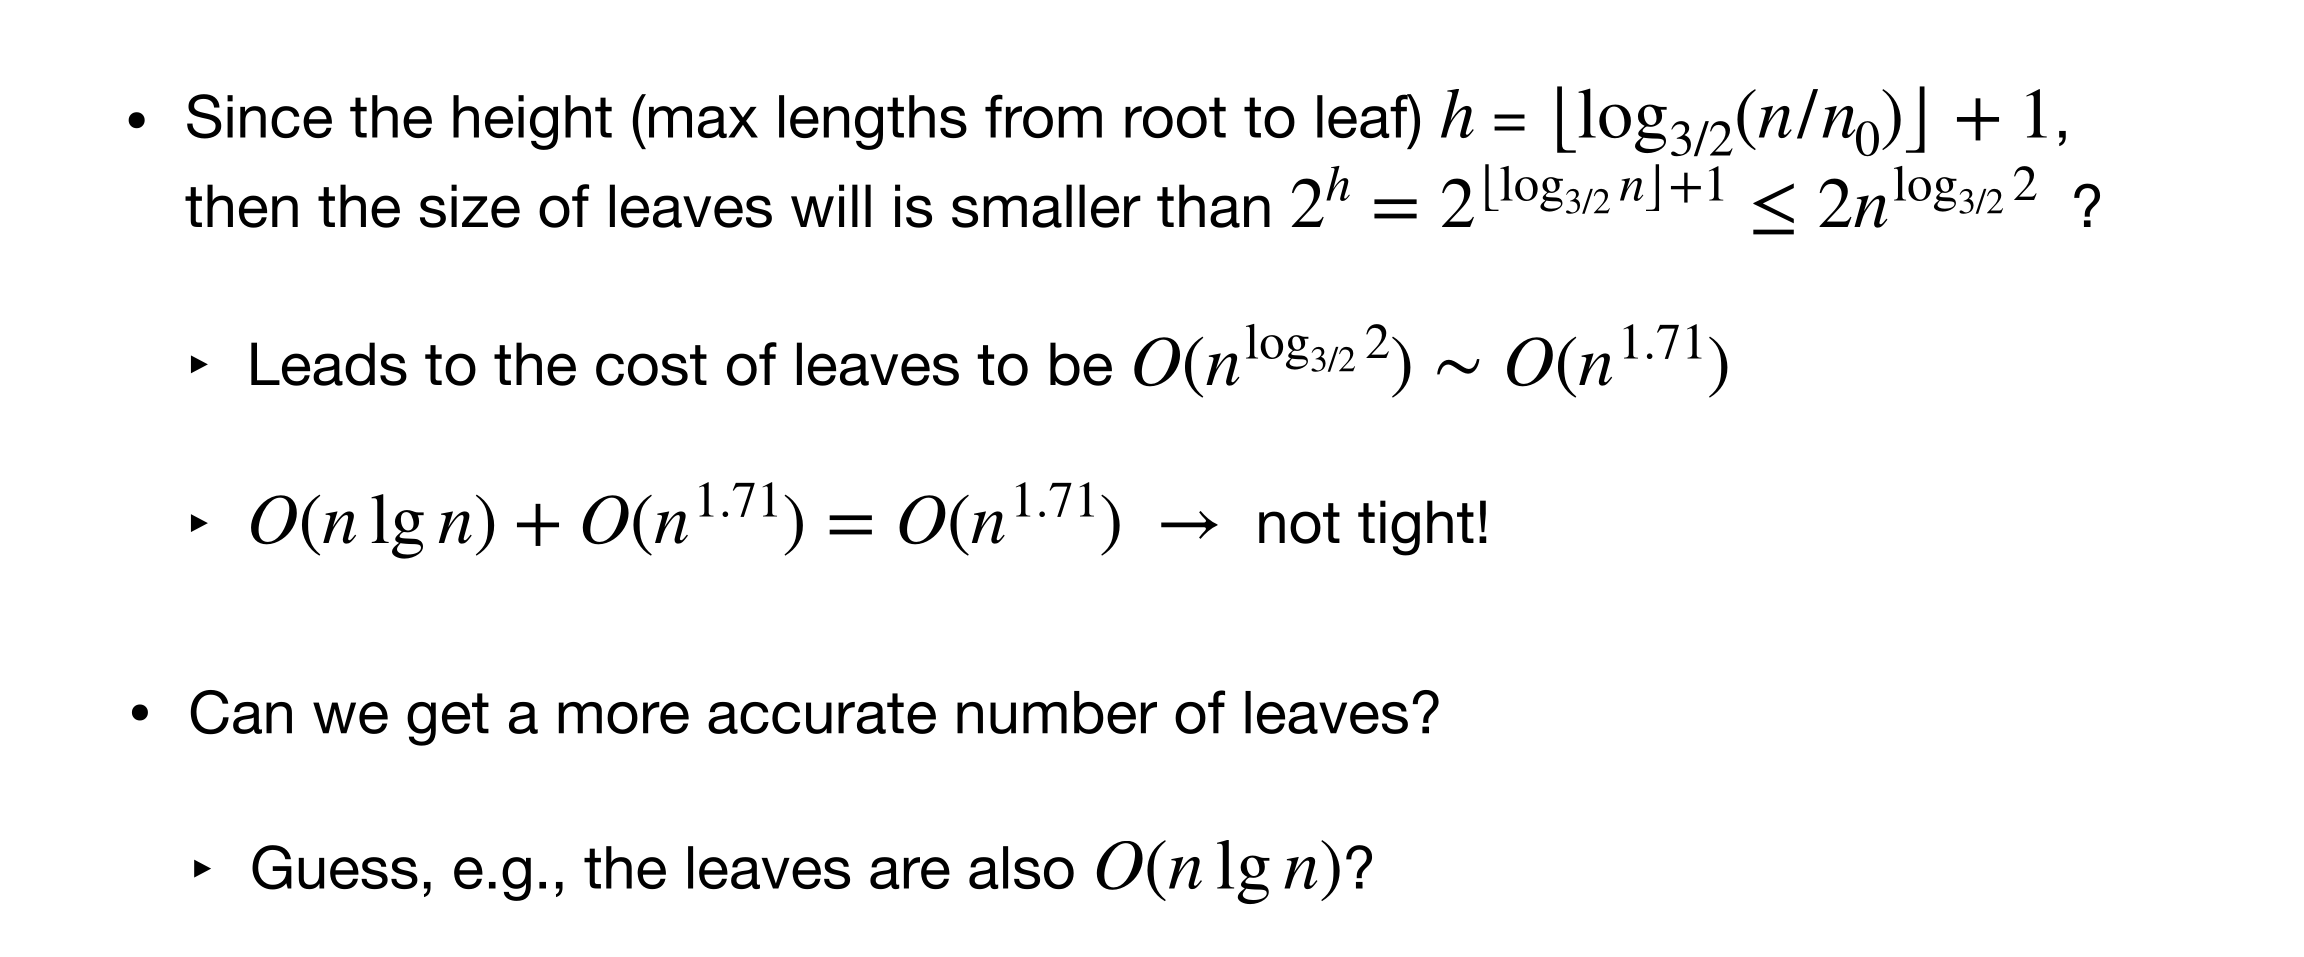 • Since the height (max lengths from root to leaf) h = ⌊log₃/₂(n/n₀)⌋ + 1,
then the size of leaves will is smaller than 2^h = 2^(⌊log₃/₂ n⌋+1) ≤ 2n^(log₃/₂ 2) ?
‣ Leads to the cost of leaves to be O(n^(log₃/₂ 2)) ∼ O(n^1.71)
‣ O(n lg n) + O(n^1.71) = O(n^1.71) → not tight!
• Can we get a more accurate number of leaves?
‣ Guess, e.g., the leaves are also O(n lg n)?